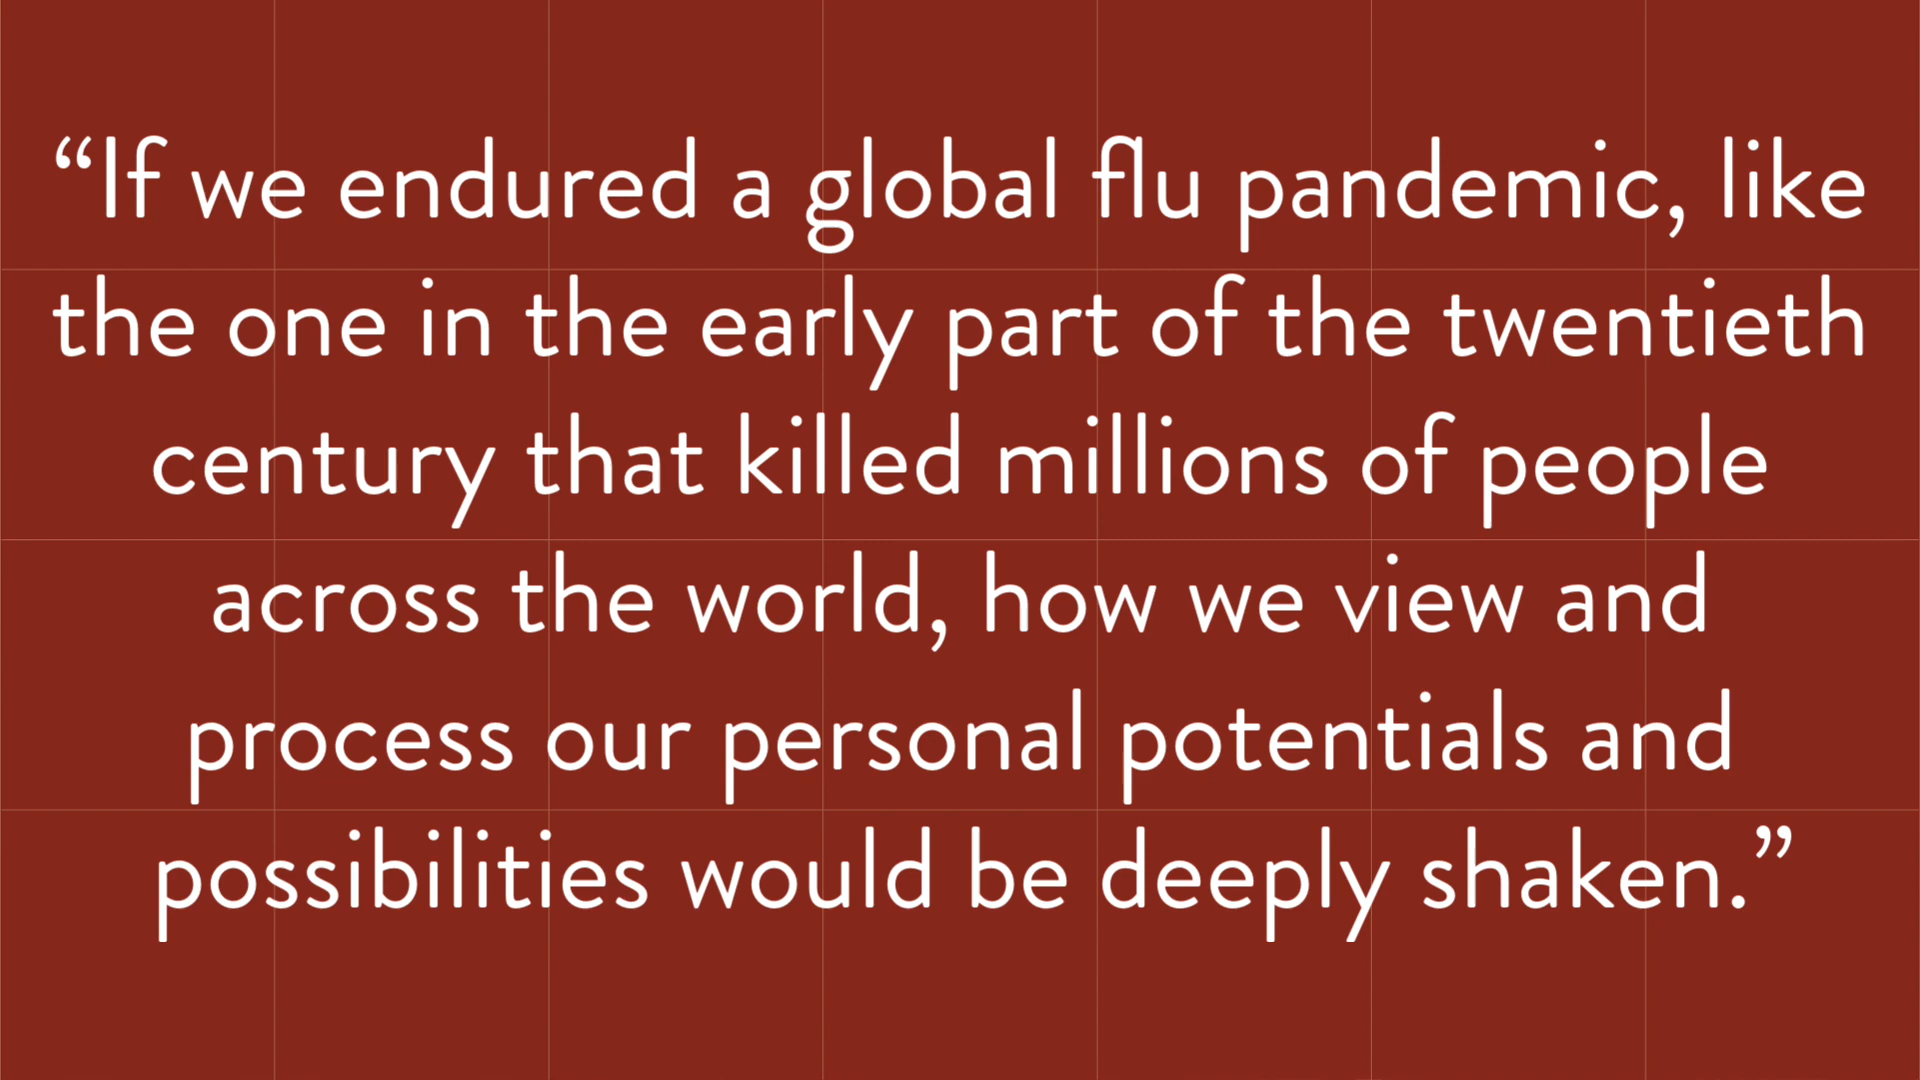 “If we endured a global flu pandemic, like
the one in the early part of the twentieth
century that killed millions of people
across the world, how we view and
process our personal potentials and
possibilities would be deeply shaken.”